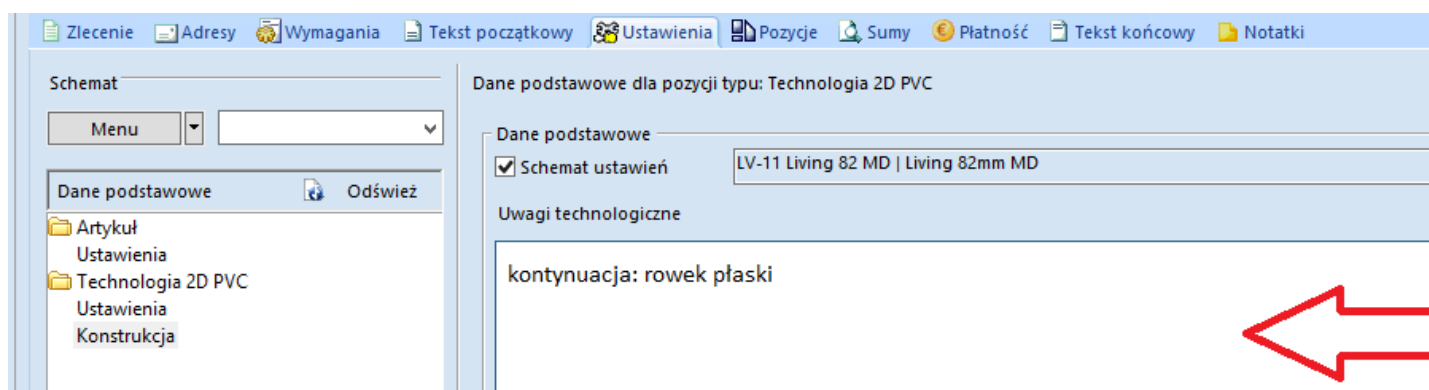 Zlecenie Adresy Wymagania Tekst początkowy Ustawienia Pozycje Sumy Płatność Tekst końcowy Notatki
Schemat
Menu
Dane podstawowe Odśwież
Artykuł
Ustawienia
Technologia 2D PVC
Ustawienia
Konstrukcja
Dane podstawowe dla pozycji typu: Technologia 2D PVC
Dane podstawowe
Schemat ustawień LV-11 Living 82 MD | Living 82mm MD
Uwagi technologiczne
kontynuacja: rowek płaski